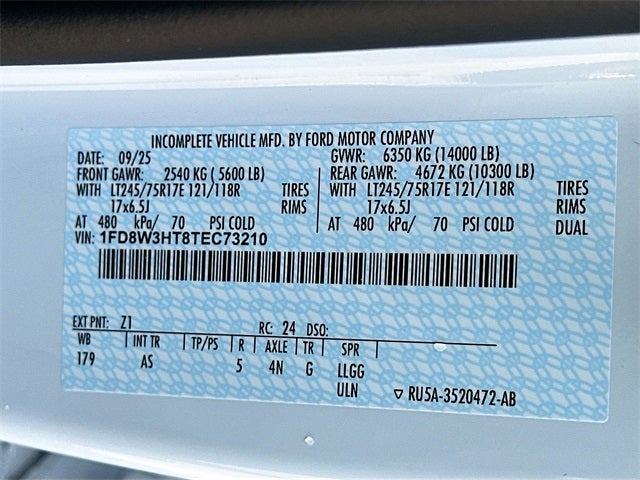 INCOMPLETE VEHICLE MFD. BY FORD MOTOR COMPANY
DATE: 09/25 GVWR: 6350 KG (14000 LB)
FRONT GAWR: 2540 KG ( 5600 LB) REAR GAWR: 4672 KG (10300 LB)
WITH LT245/75R17E 121/118R TIRES WITH LT245/75R17E 121/118R TIRES
17x6.5J RIMS 17x6.5J RIMS
AT 480 kPa/ 70 PSI COLD AT 480 kPa/ 70 PSI COLD DUAL
VIN: 1FD8W3HT8TEC73210
EXT PNT: Z1 RC: 24 DSO:
WB INT TR TP/PS R AXLE TR SPR
179 AS 5 4N G LLGG
ULN ▽ RU5A-3520472-AB